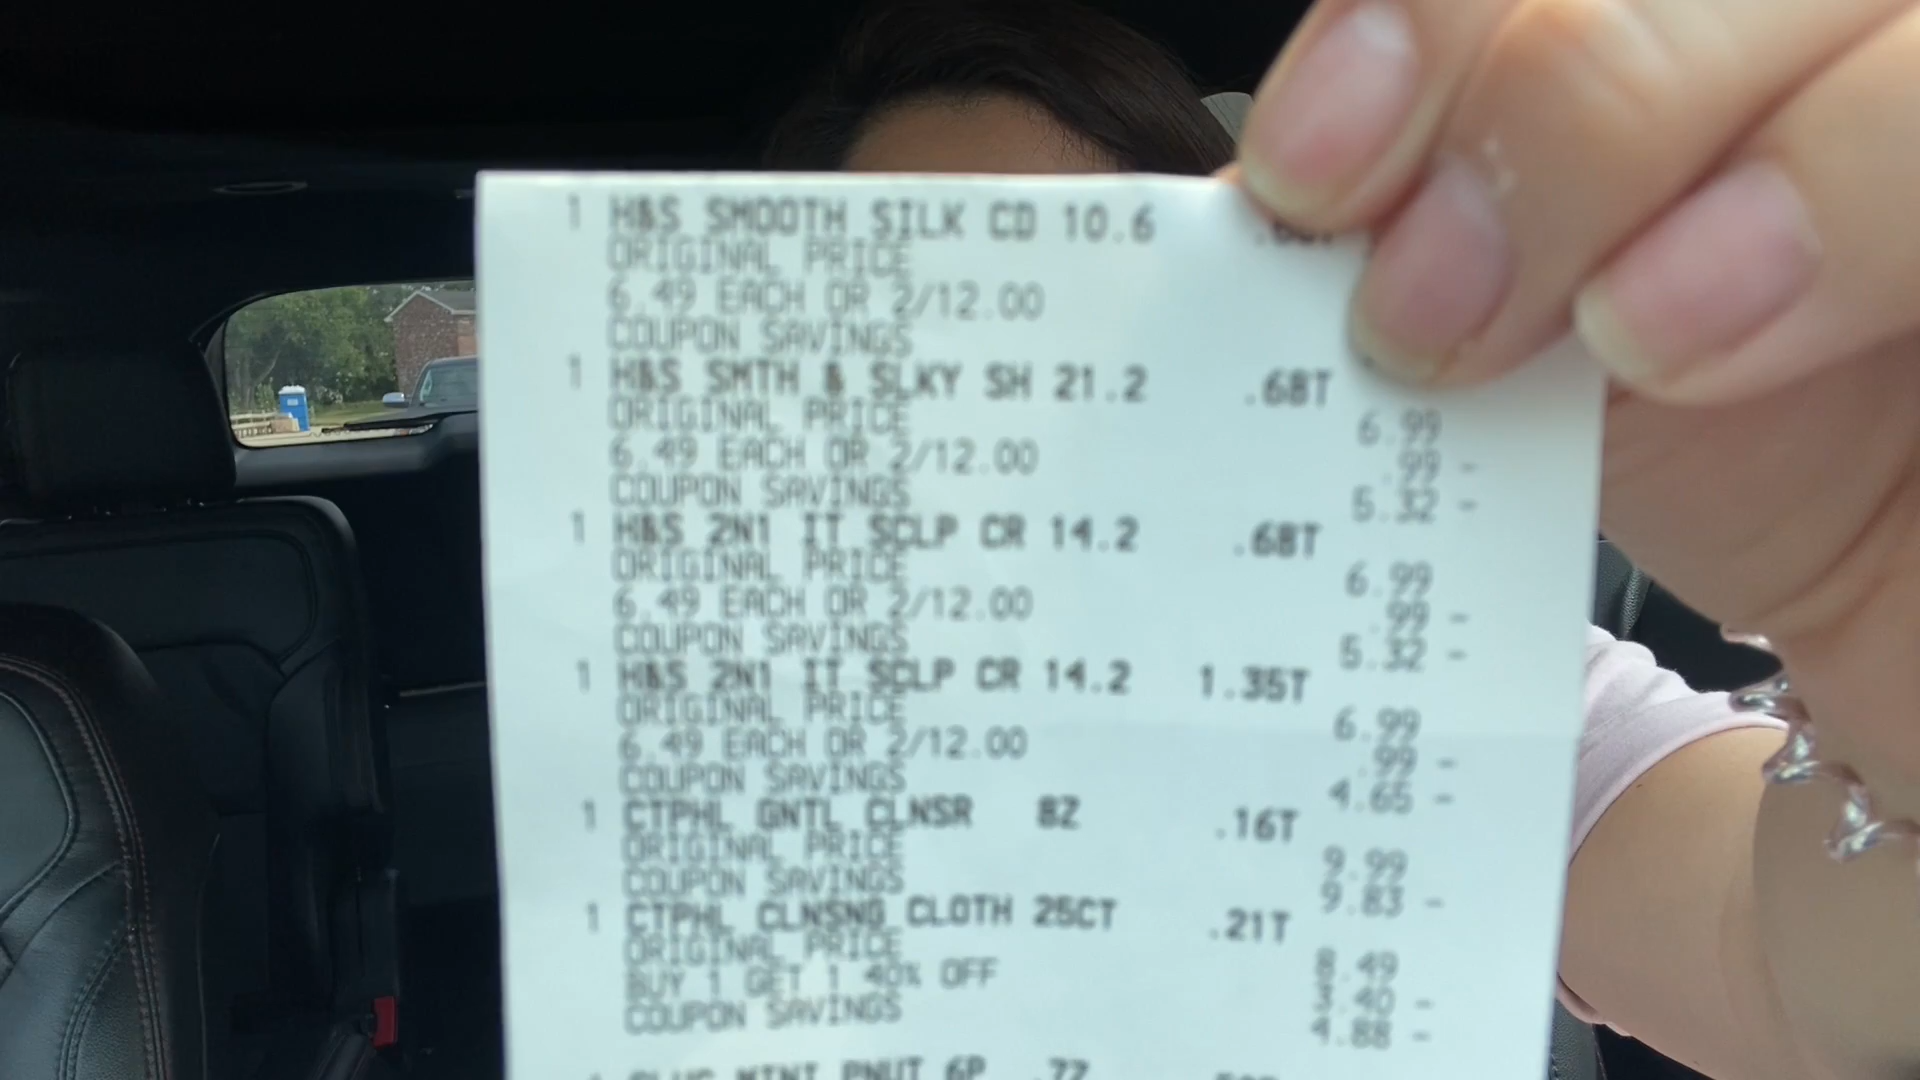 1 H&S SMOOTH SILK CD 10.6
ORIGINAL PRICE
6.49 EACH OR 2/12.00
COUPON SAVINGS
1 H&S SMTH & SLKY SH 21.2 .68T
ORIGINAL PRICE 6.99
6.49 EACH OR 2/12.00 .99 -
COUPON SAVINGS 5.32 -
1 H&S 2N1 IT SCLP CR 14.2 .68T
ORIGINAL PRICE 6.99
6.49 EACH OR 2/12.00 .99 -
COUPON SAVINGS 5.32 -
1 H&S 2N1 IT SCLP CR 14.2 1.35T
ORIGINAL PRICE 6.99
6.49 EACH OR 2/12.00 .99 -
COUPON SAVINGS 4.65 -
1 CTPHL GNTL CLNSR 8Z .16T
ORIGINAL PRICE 9.99
COUPON SAVINGS 9.83 -
1 CTPHL CLNSNG CLOTH 25CT .21T
ORIGINAL PRICE 8.49
BUY 1 GET 1 40% OFF 3.40 -
COUPON SAVINGS 4.88 -
MINI PNUT 6P .7Z